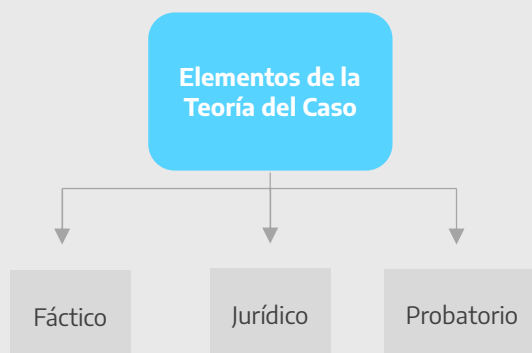 Elementos de la
Teoría del Caso
Fáctico
Jurídico
Probatorio